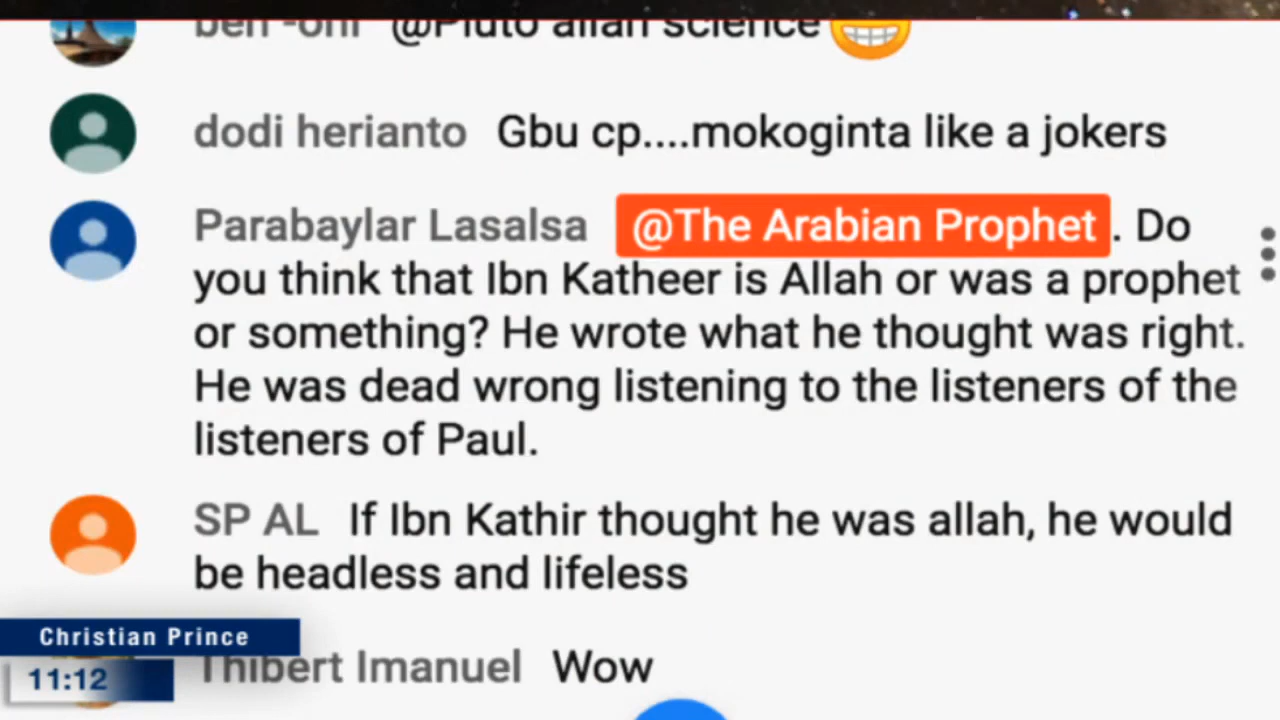 ben -oni @Pluto allah science
dodi herianto Gbu cp....mokoginta like a jokers
Parabaylar Lasalsa @The Arabian Prophet. Do
you think that Ibn Katheer is Allah or was a prophet
or something? He wrote what he thought was right.
He was dead wrong listening to the listeners of the
listeners of Paul.
SP AL If Ibn Kathir thought he was allah, he would
be headless and lifeless
Christian Prince
Thibert Imanuel Wow
11:12